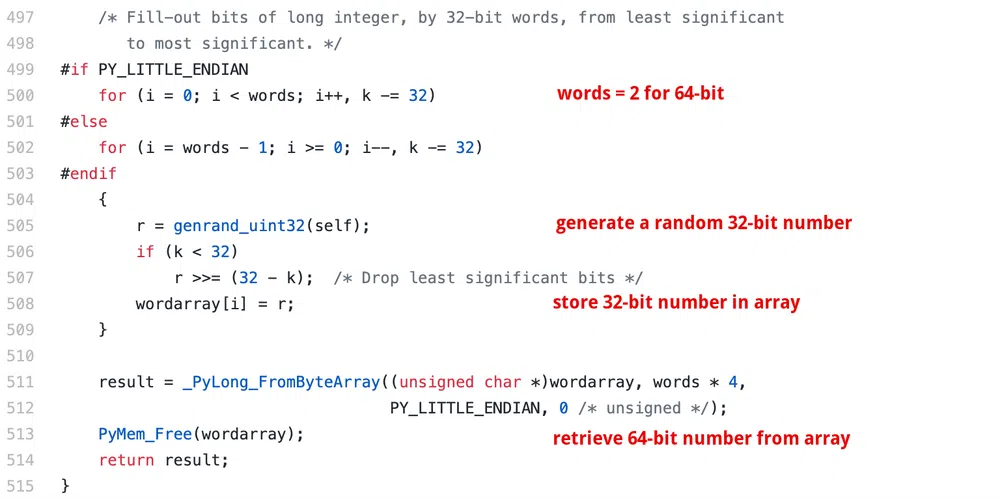 497 /* Fill-out bits of long integer, by 32-bit words, from least significant
498 to most significant. */
499 #if PY_LITTLE_ENDIAN
500 for (i = 0; i < words; i++, k -= 32) words = 2 for 64-bit
501 #else
502 for (i = words - 1; i >= 0; i--, k -= 32)
503 #endif
504 {
505 r = genrand_uint32(self); generate a random 32-bit number
506 if (k < 32)
507 r >>= (32 - k); /* Drop least significant bits */
508 wordarray[i] = r; store 32-bit number in array
509 }
510
511 result = _PyLong_FromByteArray((unsigned char *)wordarray, words * 4,
512 PY_LITTLE_ENDIAN, 0 /* unsigned */);
513 PyMem_Free(wordarray); retrieve 64-bit number from array
514 return result;
515 }